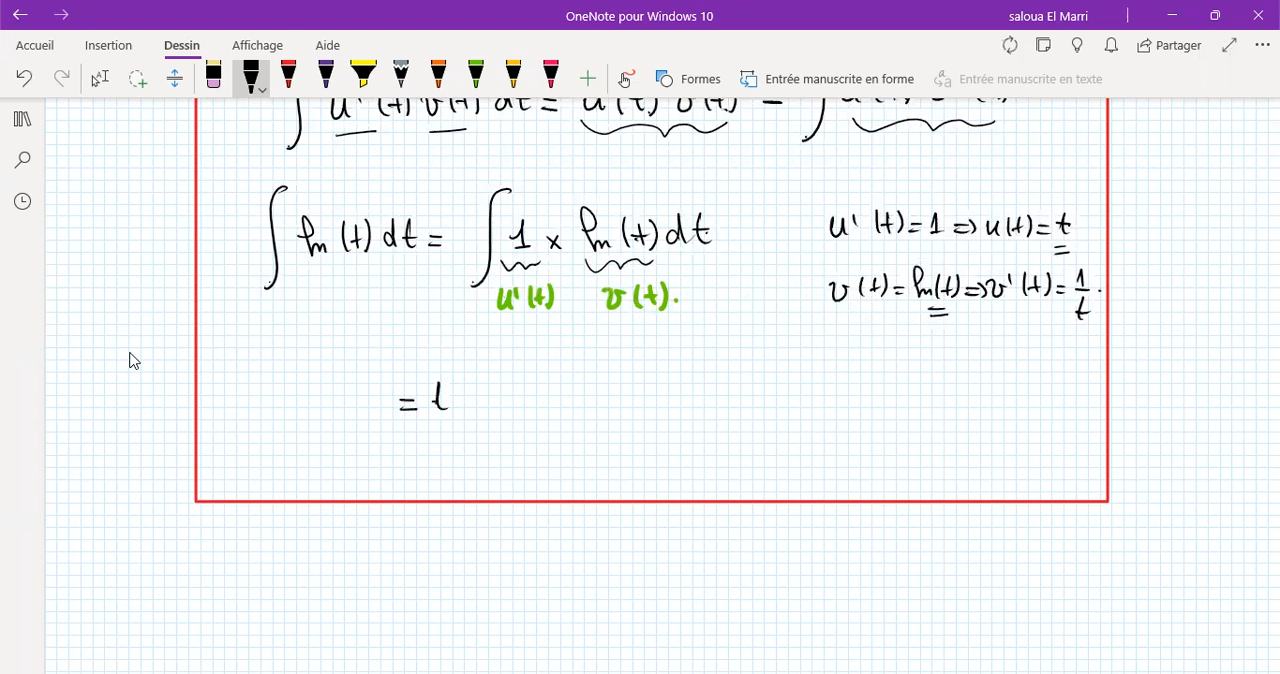 OneNote pour Windows 10
saloua El Marri
Accueil Insertion Dessin Affichage Aide
Partager
Formes Entrée manuscrite en forme Entrée manuscrite en texte
∫ u'(t) v(t) dt = u(t) v(t) - ∫
∫ ln(t) dt = ∫ 1 × ln(t) dt
u'(t) = 1 => u(t) = t
u'(t) v(t).
v(t) = ln(t) => v'(t) = 1/t.
= t